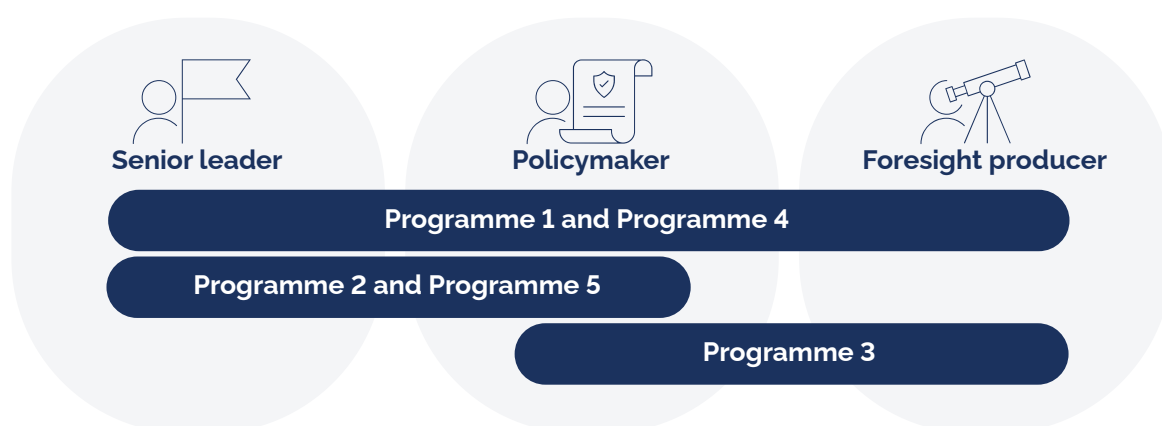 Senior leader
Policymaker
Foresight producer
Programme 1 and Programme 4
Programme 2 and Programme 5
Programme 3